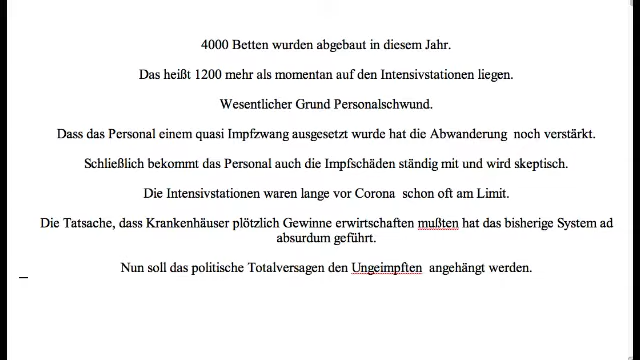 4000 Betten wurden abgebaut in diesem Jahr.
Das heißt 1200 mehr als momentan auf den Intensivstationen liegen.
Wesentlicher Grund Personalschwund.
Dass das Personal einem quasi Impfzwang ausgesetzt wurde hat die Abwanderung noch verstärkt.
Schließlich bekommt das Personal auch die Impfschäden ständig mit und wird skeptisch.
Die Intensivstationen waren lange vor Corona schon oft am Limit.
Die Tatsache, dass Krankenhäuser plötzlich Gewinne erwirtschaften mußten hat das bisherige System ad
absurdum geführt.
Nun soll das politische Totalversagen den Ungeimpften angehängt werden.